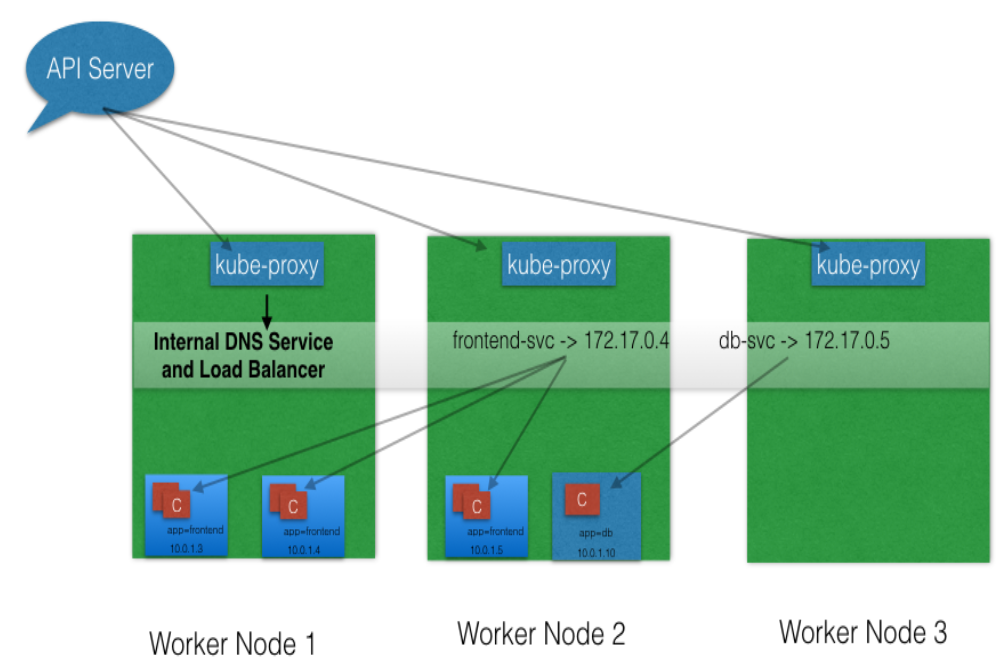 API Server
kube-proxy
kube-proxy
kube-proxy
Internal DNS Service
and Load Balancer
frontend-svc -> 172.17.0.4
db-svc -> 172.17.0.5
C
app=frontend
10.0.1.3
C
app=frontend
10.0.1.4
C
app=frontend
10.0.1.5
C
app=db
10.0.1.10
Worker Node 1
Worker Node 2
Worker Node 3